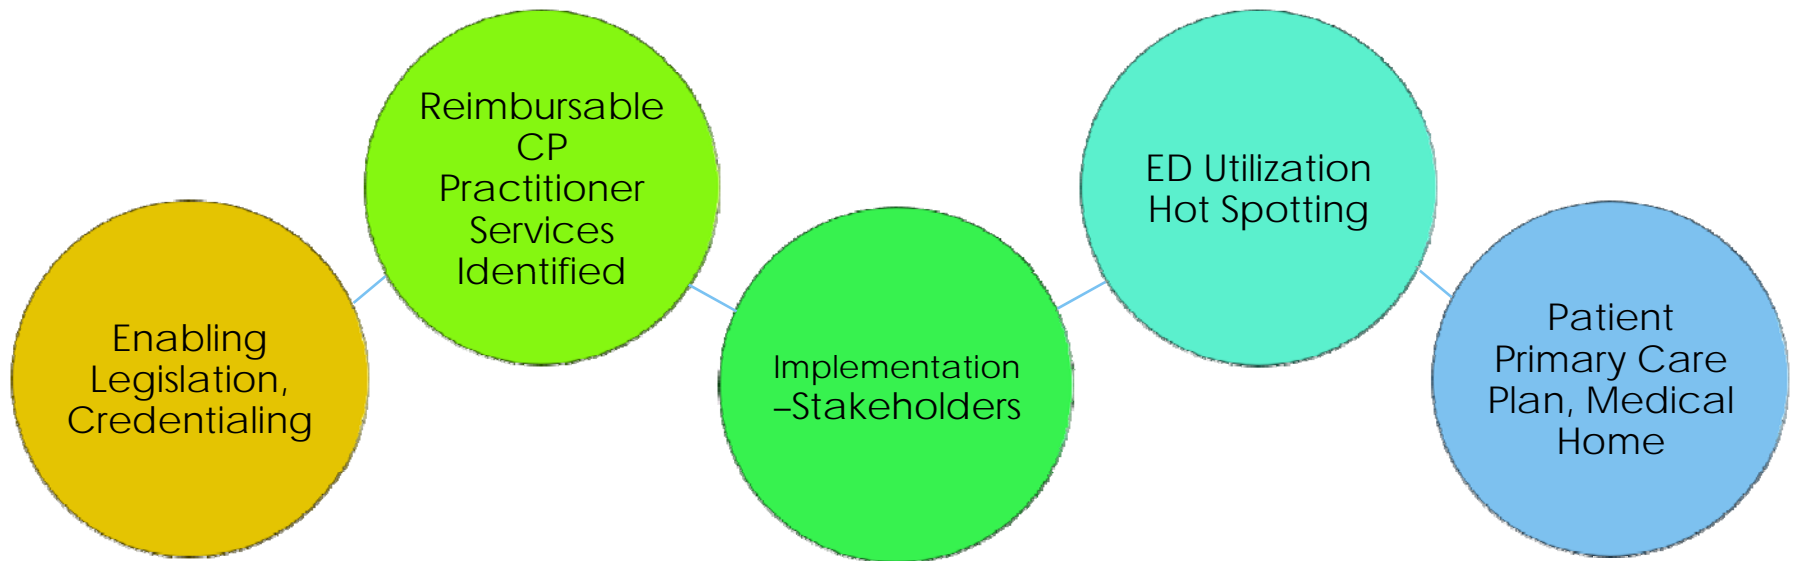 Enabling
Legislation,
Credentialing
Reimbursable
CP
Practitioner
Services
Identified
Implementation
–Stakeholders
ED Utilization
Hot Spotting
Patient
Primary Care
Plan, Medical
Home